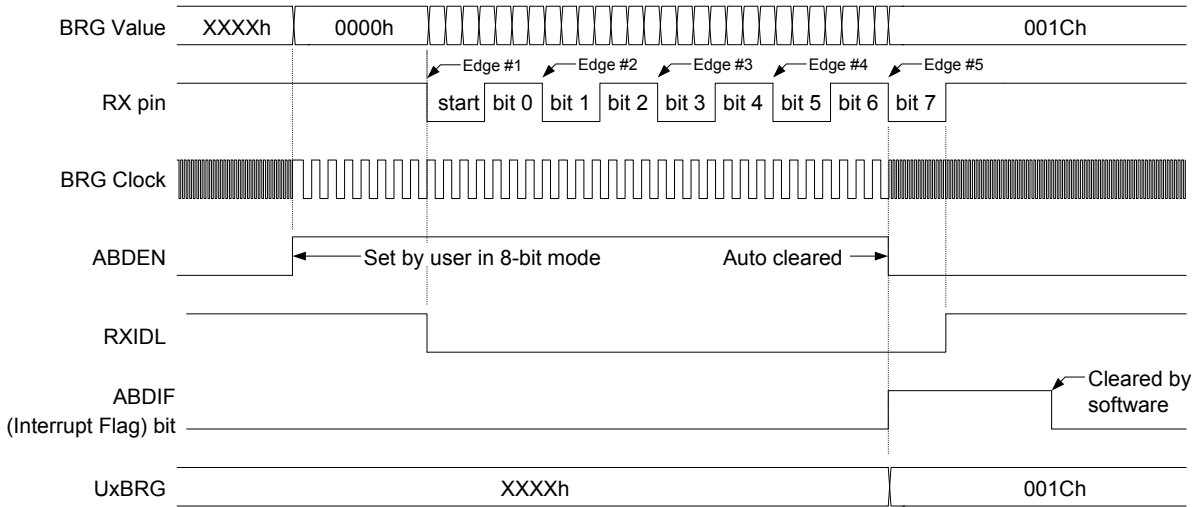 BRG Value XXXXh 0000h 001Ch
Edge #1 Edge #2 Edge #3 Edge #4 Edge #5
RX pin start bit 0 bit 1 bit 2 bit 3 bit 4 bit 5 bit 6 bit 7
BRG Clock
ABDEN Set by user in 8-bit mode Auto cleared
RXIDL
ABDIF Cleared by
(Interrupt Flag) bit software
UxBRG XXXXh 001Ch